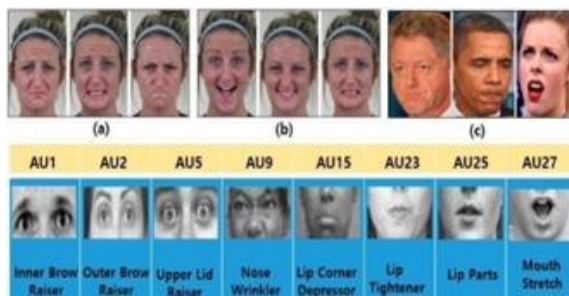 (a) (b) (c)
AU1 AU2 AU5 AU9 AU15 AU23 AU25 AU27
Inner Brow Outer Brow Upper Lid Nose Lip Corner Lip Lip Parts Mouth
Raiser Raiser Raiser Wrinkler Depressor Tightener Stretch